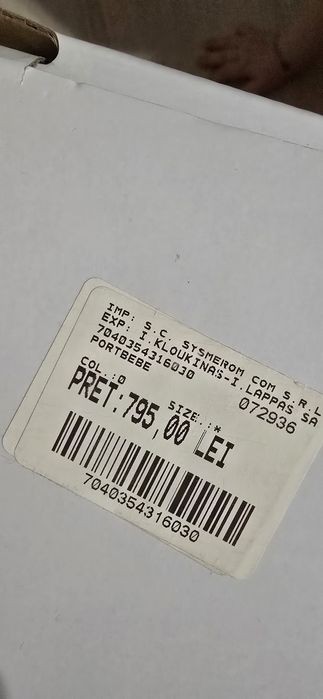 IMP: S.C. SYSMEROM COM S.R.L
EXP: I.KLOUKINAS-I.LAPPAS SA
7040354316030 072936
PORTBEBE
COL.:0 SIZE.:*
PRET:795,00 LEI
7040354316030